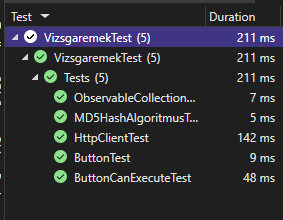 Test Duration
VizsgaremekTest (5) 211 ms
VizsgaremekTest (5) 211 ms
Tests (5) 211 ms
ObservableCollection... 7 ms
MD5HashAlgoritmusT... 5 ms
HttpClientTest 142 ms
ButtonTest 9 ms
ButtonCanExecuteTest 48 ms